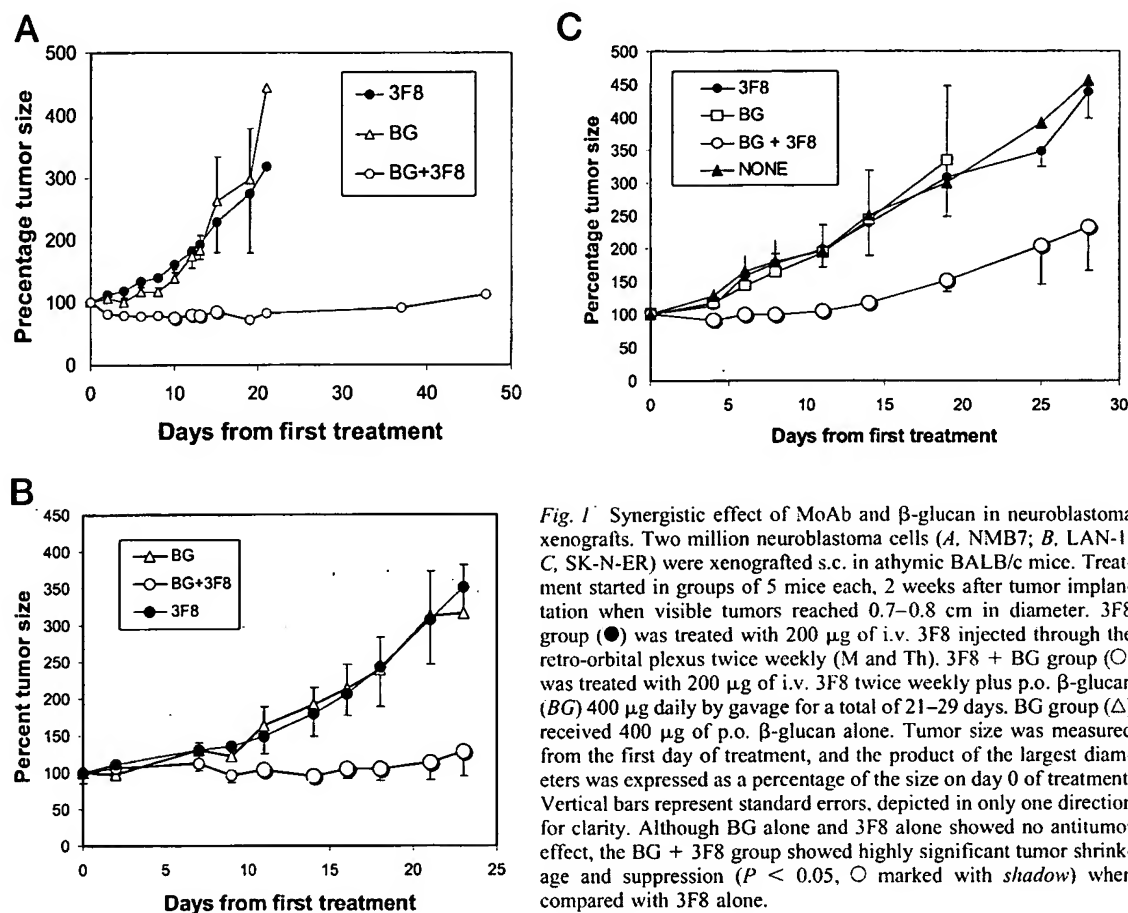 A
Precentage tumor size
500
400
300
200
100
0
3F8
BG
BG+3F8
0 10 20 30 40 50
Days from first treatment
C
Percentage tumor size
500
450
400
350
300
250
200
150
100
50
0
3F8
BG
BG + 3F8
NONE
0 5 10 15 20 25 30
Days from first treatment
B
Percent tumor size
450
400
350
300
250
200
150
100
50
0
BG
BG+3F8
3F8
0 5 10 15 20 25
Days from first treatment
Fig. 1 Synergistic effect of MoAb and β-glucan in neuroblastoma
xenografts. Two million neuroblastoma cells (A, NMB7; B, LAN-1
C, SK-N-ER) were xenografted s.c. in athymic BALB/c mice. Treat-
ment started in groups of 5 mice each, 2 weeks after tumor implan-
tation when visible tumors reached 0.7–0.8 cm in diameter. 3F8
group (●) was treated with 200 μg of i.v. 3F8 injected through the
retro-orbital plexus twice weekly (M and Th). 3F8 + BG group (○
was treated with 200 μg of i.v. 3F8 twice weekly plus p.o. β-glucan
(BG) 400 μg daily by gavage for a total of 21–29 days. BG group (△)
received 400 μg of p.o. β-glucan alone. Tumor size was measured
from the first day of treatment, and the product of the largest diam-
eters was expressed as a percentage of the size on day 0 of treatment
Vertical bars represent standard errors, depicted in only one direction
for clarity. Although BG alone and 3F8 alone showed no antitumo
effect, the BG + 3F8 group showed highly significant tumor shrink-
age and suppression (P < 0.05, ○ marked with shadow) when
compared with 3F8 alone.